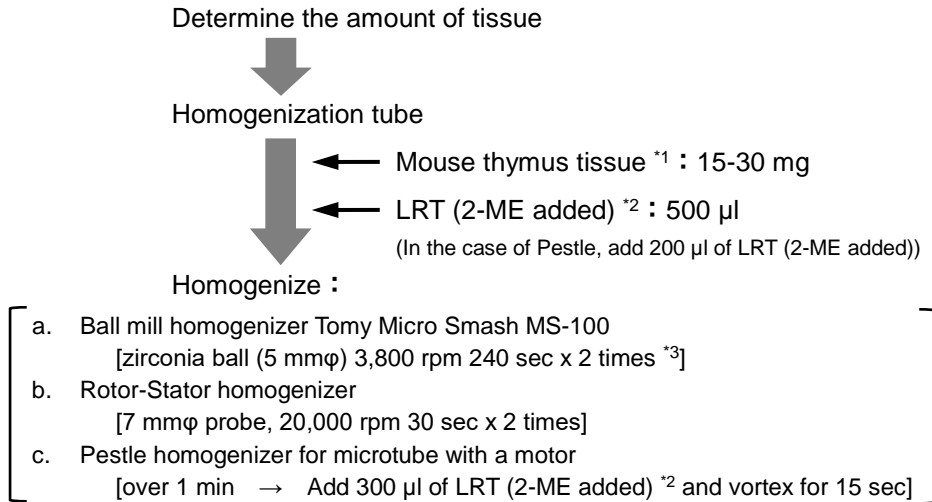 Determine the amount of tissue
Homogenization tube
Mouse thymus tissue *1：15-30 mg
LRT (2-ME added) *2：500 µl
(In the case of Pestle, add 200 µl of LRT (2-ME added))
Homogenize：
a. Ball mill homogenizer Tomy Micro Smash MS-100
[zirconia ball (5 mmφ) 3,800 rpm 240 sec x 2 times *3]
b. Rotor-Stator homogenizer
[7 mmφ probe, 20,000 rpm 30 sec x 2 times]
c. Pestle homogenizer for microtube with a motor
[over 1 min → Add 300 µl of LRT (2-ME added) *2 and vortex for 15 sec]